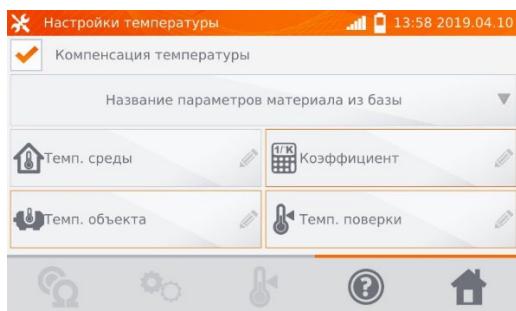 Настройки температуры 13:58 2019.04.10
Компенсация температуры
Название параметров материала из базы
Темп. среды
1/K Коэффициент
Темп. объекта
Темп. поверки